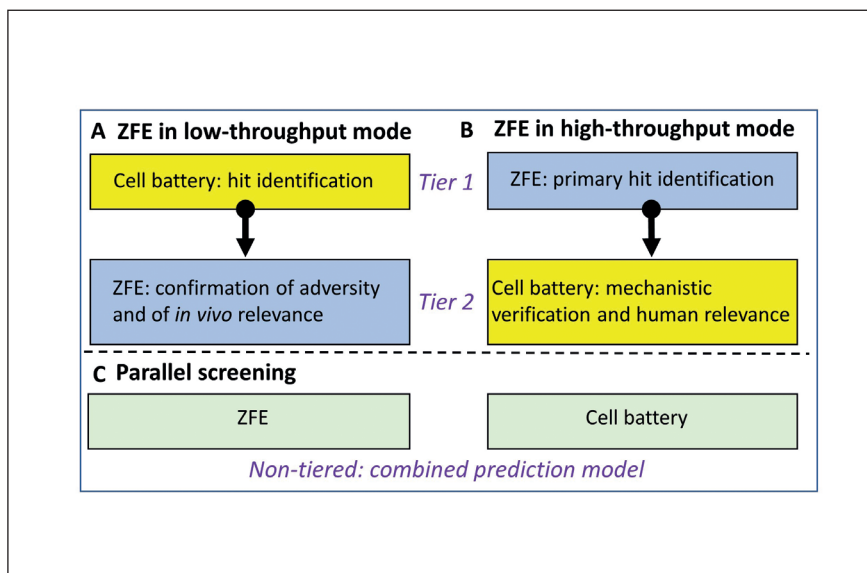 A ZFE in low-throughput mode
B ZFE in high-throughput mode
Cell battery: hit identification
Tier 1
ZFE: primary hit identification
ZFE: confirmation of adversity
and of in vivo relevance
Tier 2
Cell battery: mechanistic
verification and human relevance
C Parallel screening
ZFE
Cell battery
Non-tiered: combined prediction model